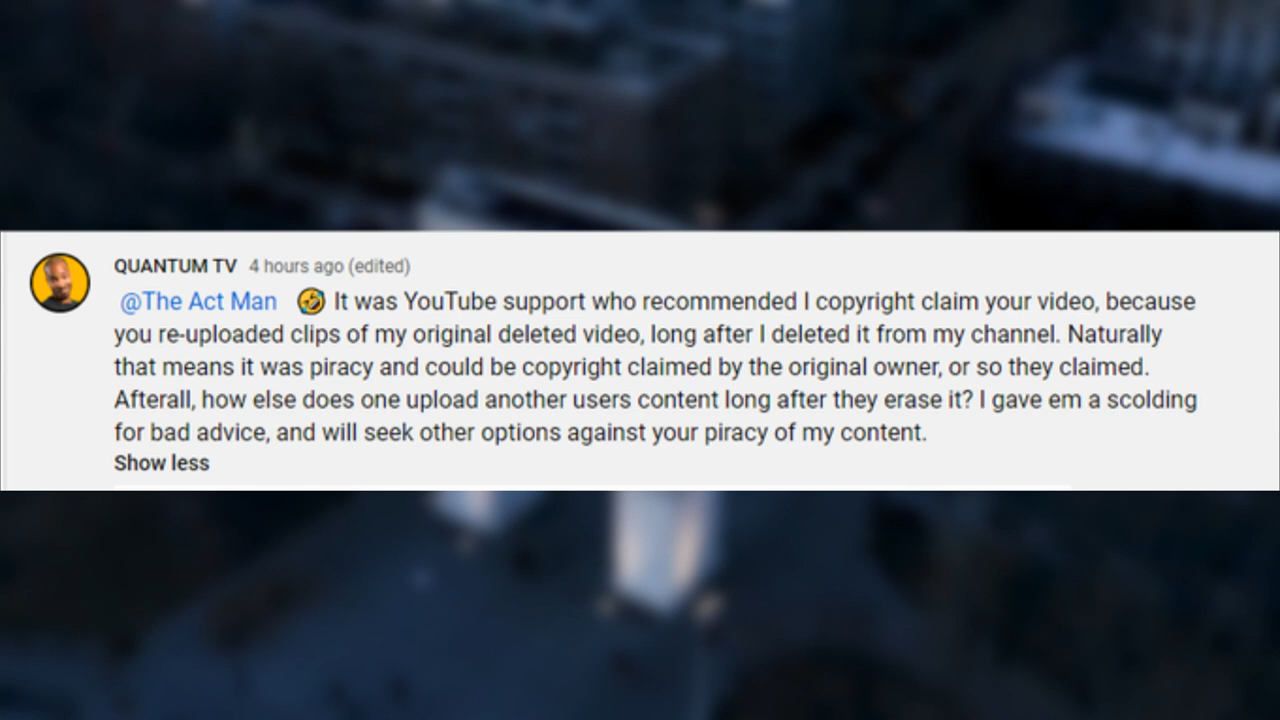 QUANTUM TV 4 hours ago (edited)
@The Act Man 🤣 It was YouTube support who recommended I copyright claim your video, because
you re-uploaded clips of my original deleted video, long after I deleted it from my channel. Naturally
that means it was piracy and could be copyright claimed by the original owner, or so they claimed.
Afterall, how else does one upload another users content long after they erase it? I gave em a scolding
for bad advice, and will seek other options against your piracy of my content.
Show less